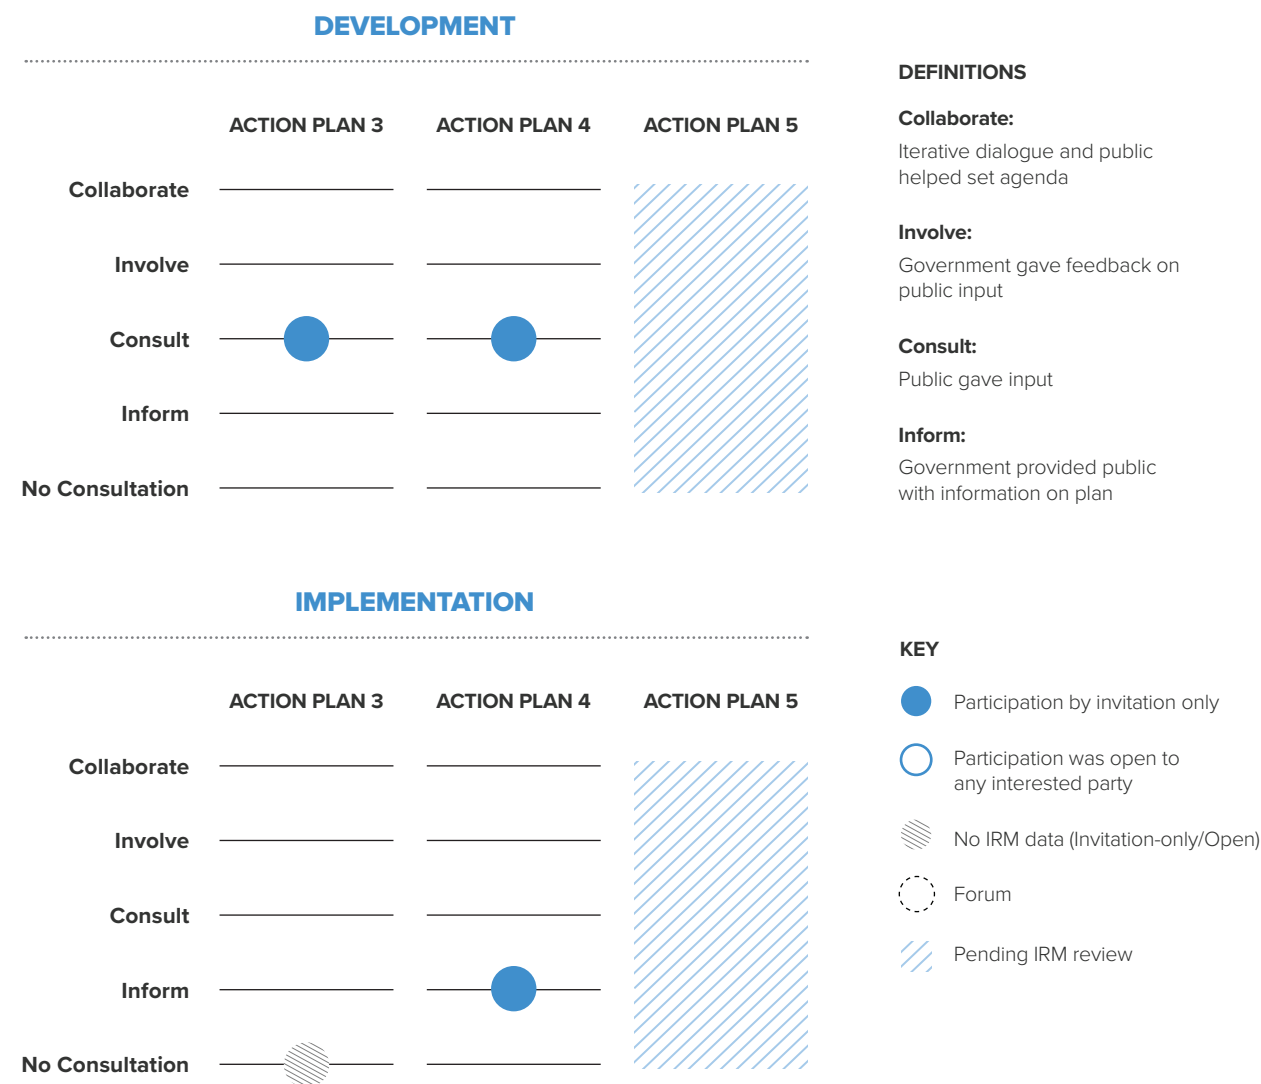 DEVELOPMENT
ACTION PLAN 3 ACTION PLAN 4 ACTION PLAN 5
Collaborate
Involve
Consult
Inform
No Consultation
DEFINITIONS
Collaborate:
Iterative dialogue and public
helped set agenda
Involve:
Government gave feedback on
public input
Consult:
Public gave input
Inform:
Government provided public
with information on plan
IMPLEMENTATION
ACTION PLAN 3 ACTION PLAN 4 ACTION PLAN 5
Collaborate
Involve
Consult
Inform
No Consultation
KEY
Participation by invitation only
Participation was open to
any interested party
No IRM data (Invitation-only/Open)
Forum
Pending IRM review